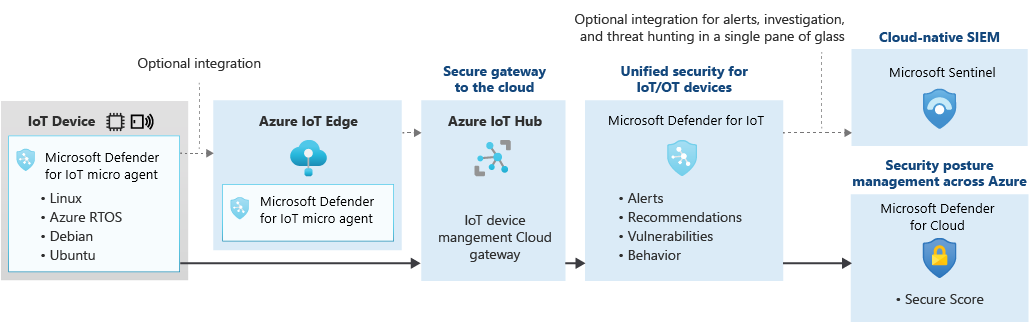 Optional integration for alerts, investigation,
and threat hunting in a single pane of glass
Cloud-native SIEM
Optional integration
Secure gateway
to the cloud
Unified security for
IoT/OT devices
Microsoft Sentinel
IoT Device
Microsoft Defender
for IoT micro agent
• Linux
• Azure RTOS
• Debian
• Ubuntu
Azure IoT Edge
Microsoft Defender
for IoT micro agent
Azure IoT Hub
IoT device
mangement Cloud
gateway
Microsoft Defender for IoT
• Alerts
• Recommendations
• Vulnerabilities
• Behavior
Security posture
management across Azure
Microsoft Defender
for Cloud
• Secure Score